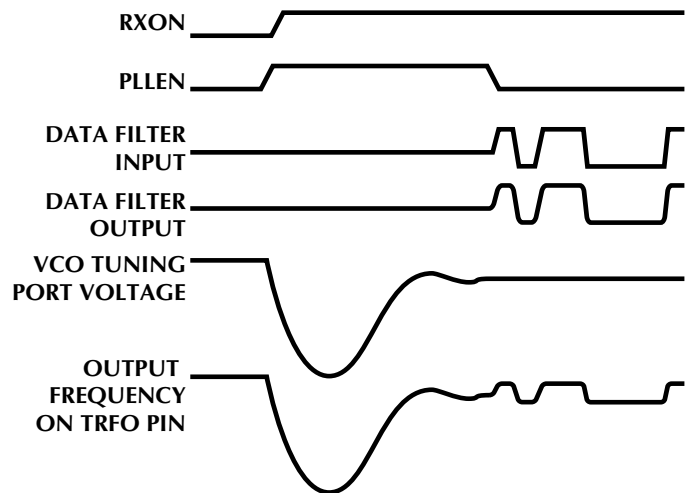 RXON
PLLEN
DATA FILTER
INPUT
DATA FILTER
OUTPUT
VCO TUNING
PORT VOLTAGE
OUTPUT
FREQUENCY
ON TRFO PIN